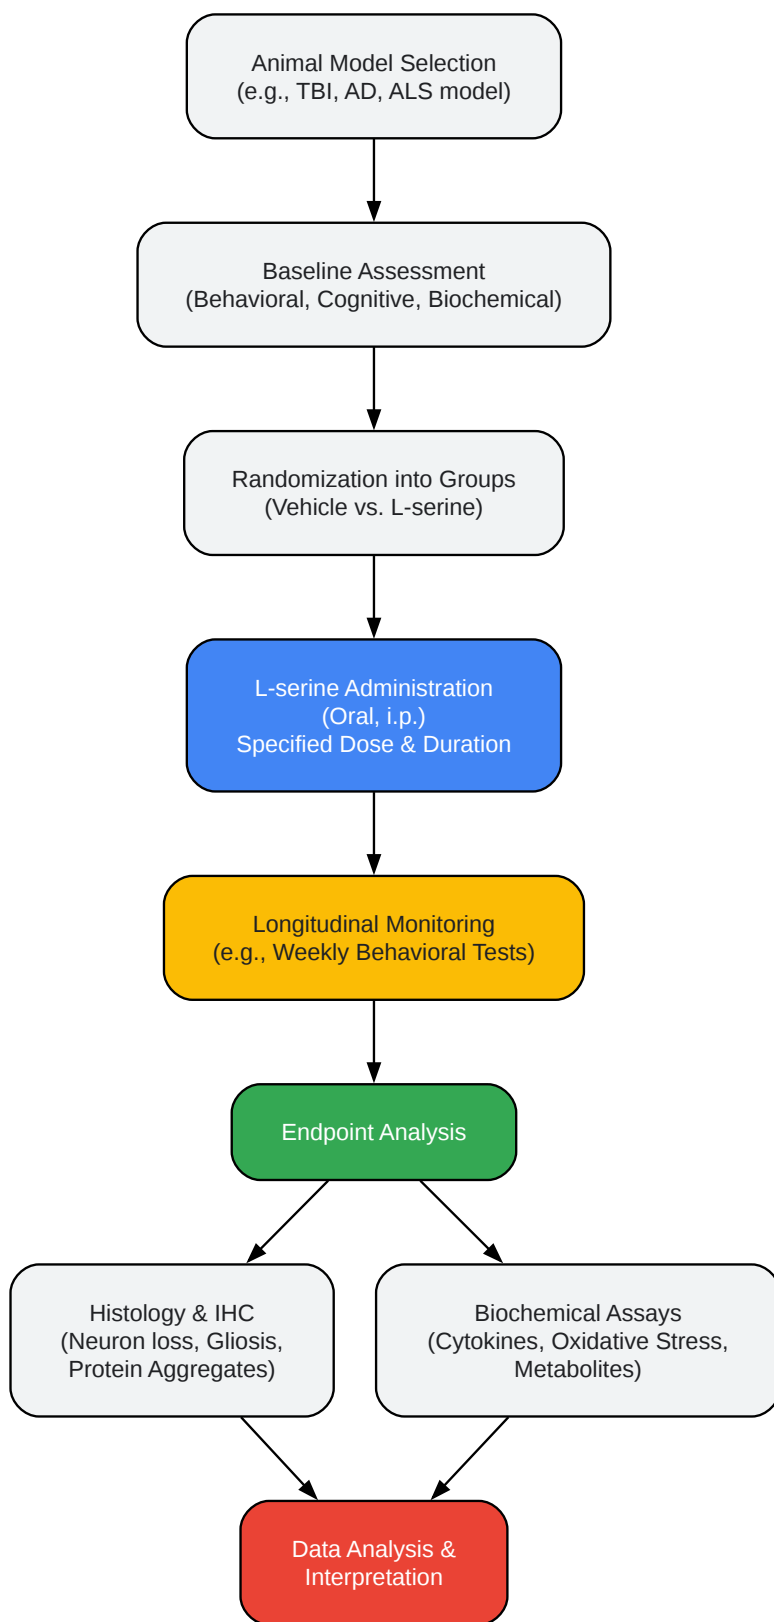 Animal Model Selection
(e.g., TBI, AD, ALS model)
Baseline Assessment
(Behavioral, Cognitive, Biochemical)
Randomization into Groups
(Vehicle vs. L-serine)
L-serine Administration
(Oral, i.p.)
Specified Dose & Duration
Longitudinal Monitoring
(e.g., Weekly Behavioral Tests)
Endpoint Analysis
Histology & IHC
(Neuron loss, Gliosis,
Protein Aggregates)
Biochemical Assays
(Cytokines, Oxidative Stress,
Metabolites)
Data Analysis &
Interpretation